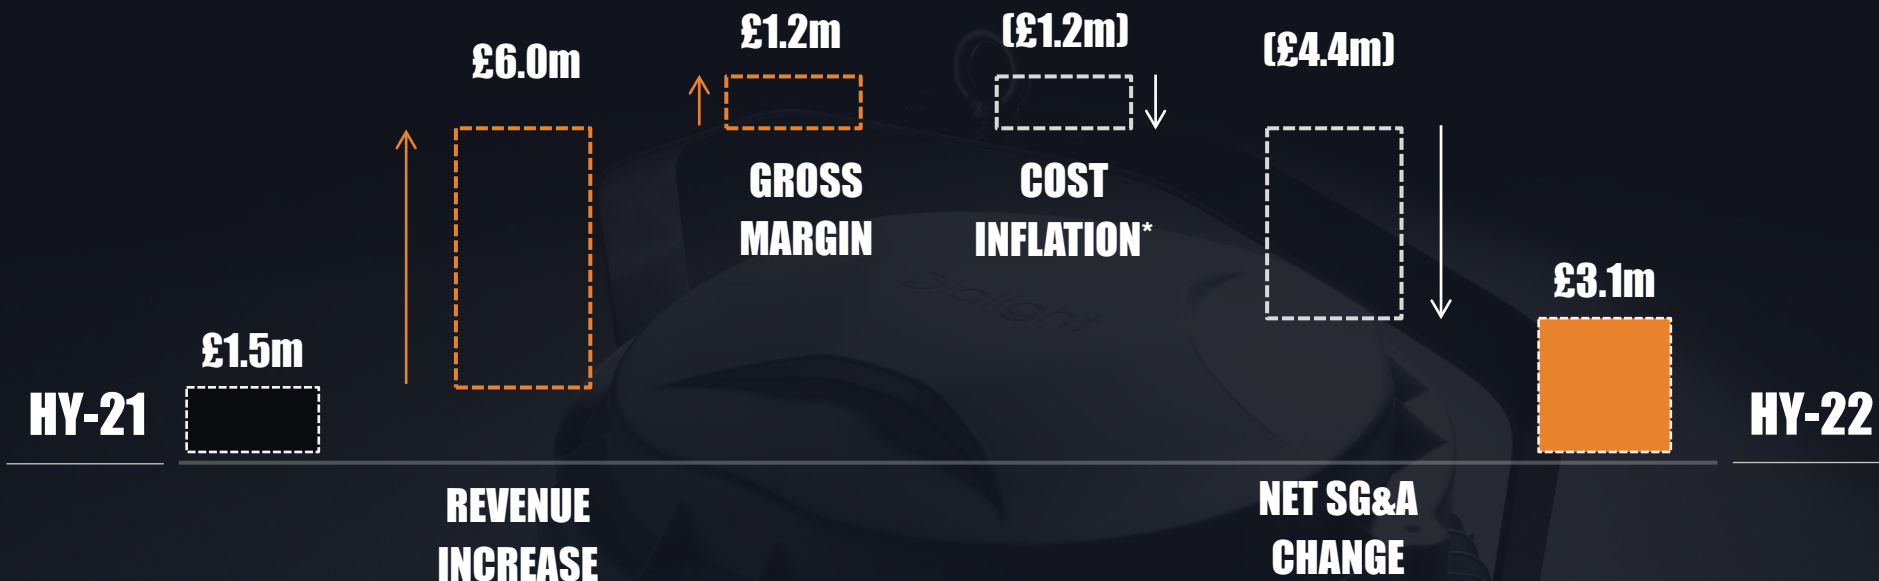 £1.2m
(£1.2m)
£6.0m
(£4.4m)
GROSS
MARGIN
COST
INFLATION*
Dialight
£3.1m
£1.5m
HY-21
HY-22
REVENUE
INCREASE
NET SG&A
CHANGE